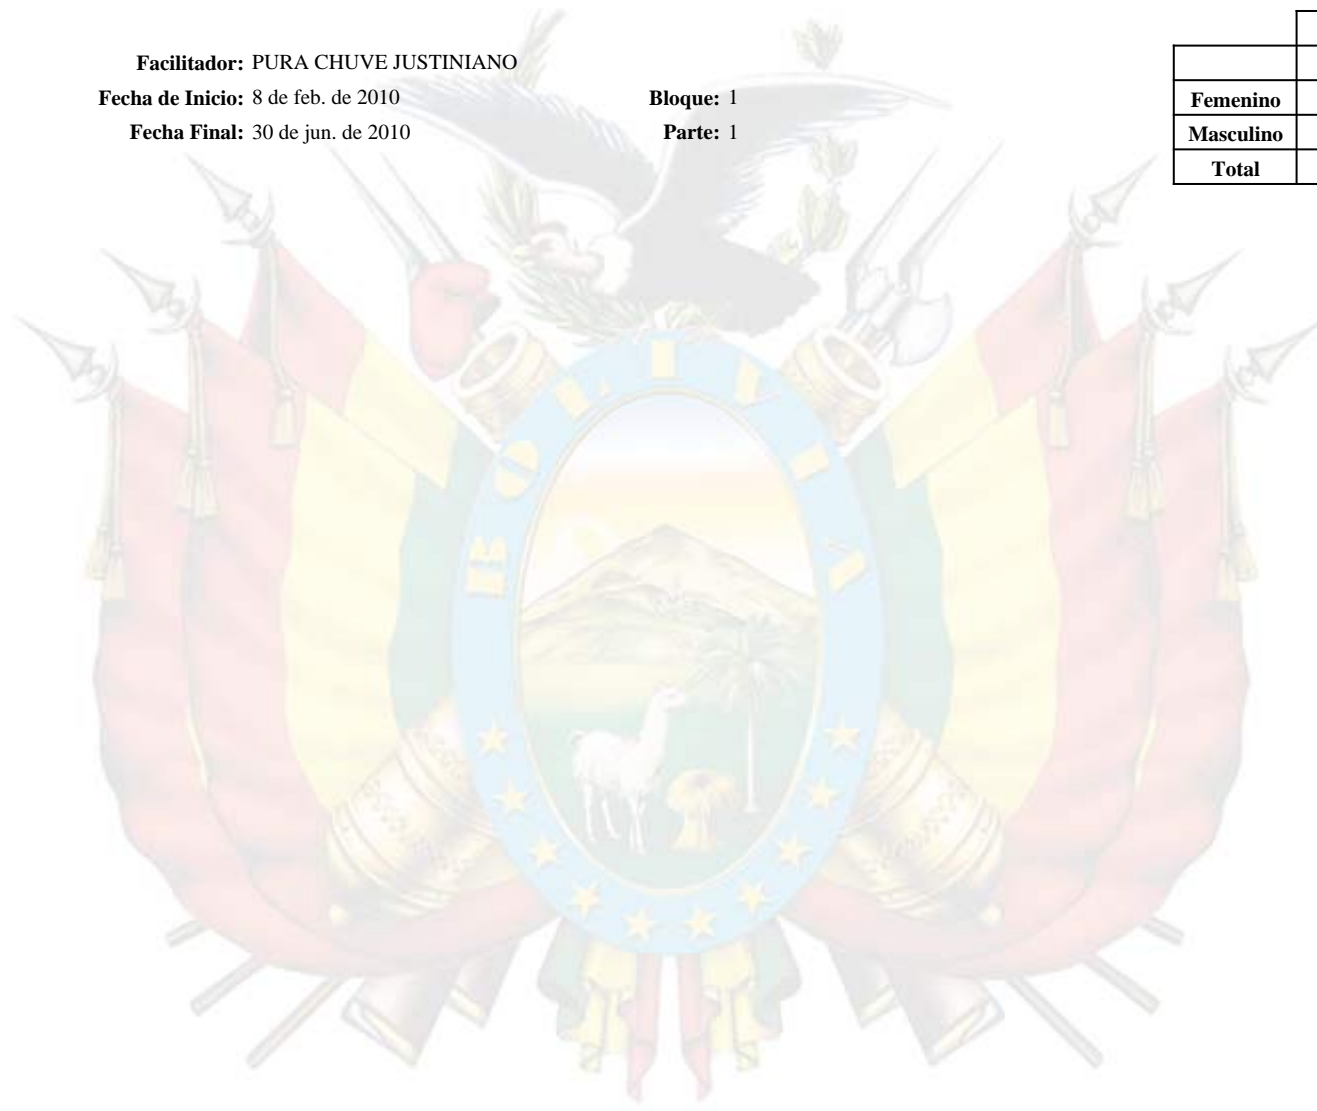 Facilitador: PURA CHUVE JUSTINIANO
Fecha de Inicio: 8 de feb. de 2010 Bloque: 1
Fecha Final: 30 de jun. de 2010 Parte: 1
Femenino
Masculino
Total
BOLIVIA